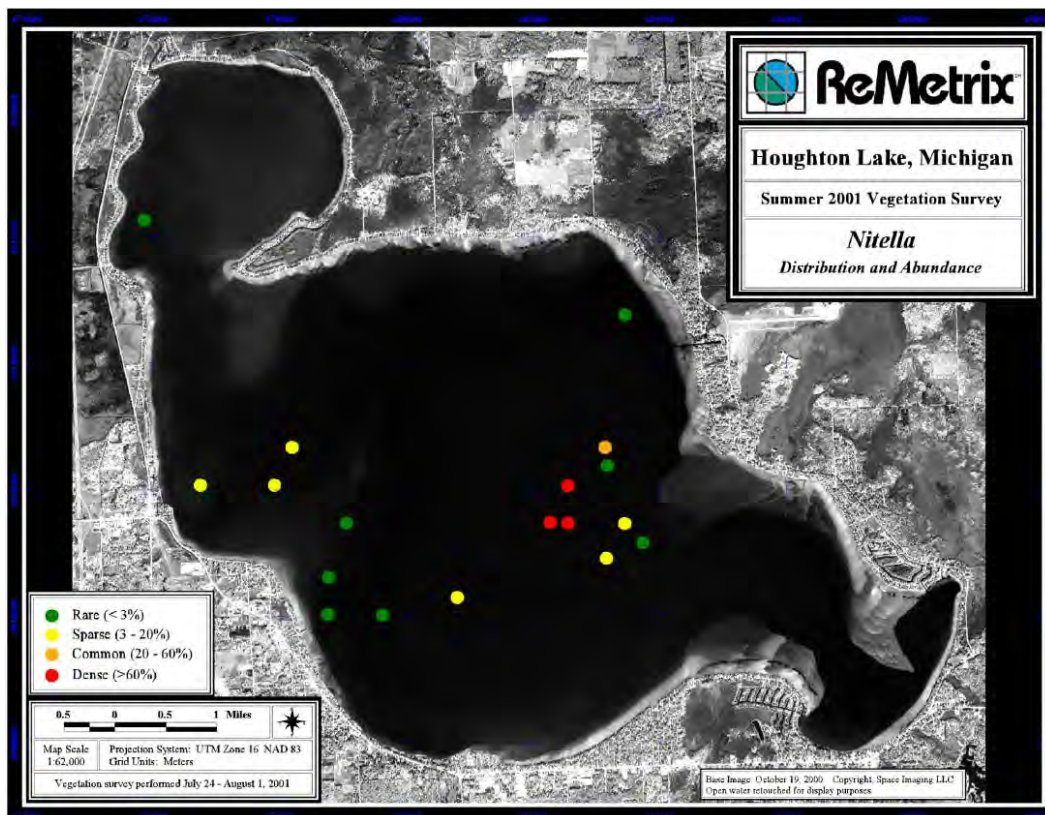 ReMetrix
Houghton Lake, Michigan
Summer 2001 Vegetation Survey
Nitella
Distribution and Abundance
Rare (< 3%)
Sparse (3 - 20%)
Common (20 - 60%)
Dense (>60%)
0.5 0 0.5 1 Miles
Map Scale
1:62,000
Projection System: UTM Zone 16 NAD 83
Grid Units: Meters
Vegetation survey performed July 24 - August 1, 2001
Base Image: October 19, 2000 Copyright, Space Imaging LLC
Open water retouched for display purposes